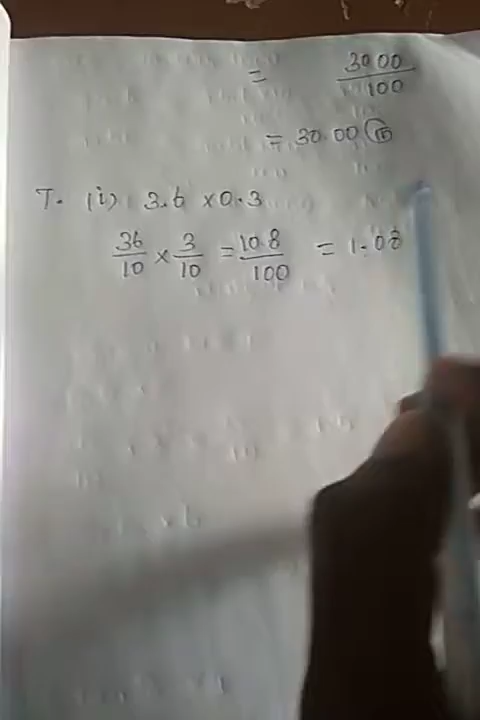 = 3000/100
= 30.00 m
7. (i) 3.6 × 0.3
36/10 × 3/10 = 108/100 = 1.08